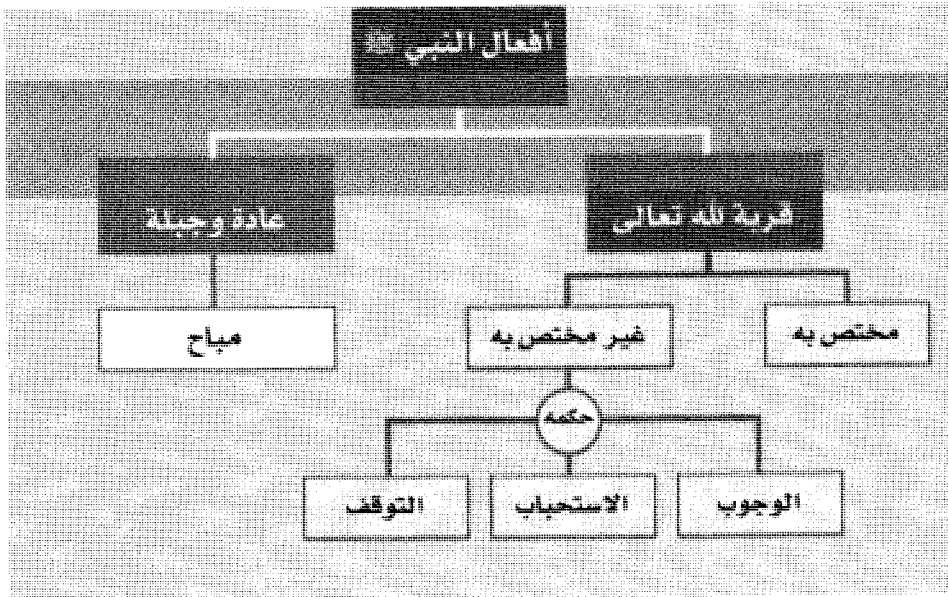 أفعال النبي ﷺ
قربة لله تعالى
عادة وجبلة
مختص به
غير مختص به
مباح
حكمه
الوجوب
الاستحباب
التوقف